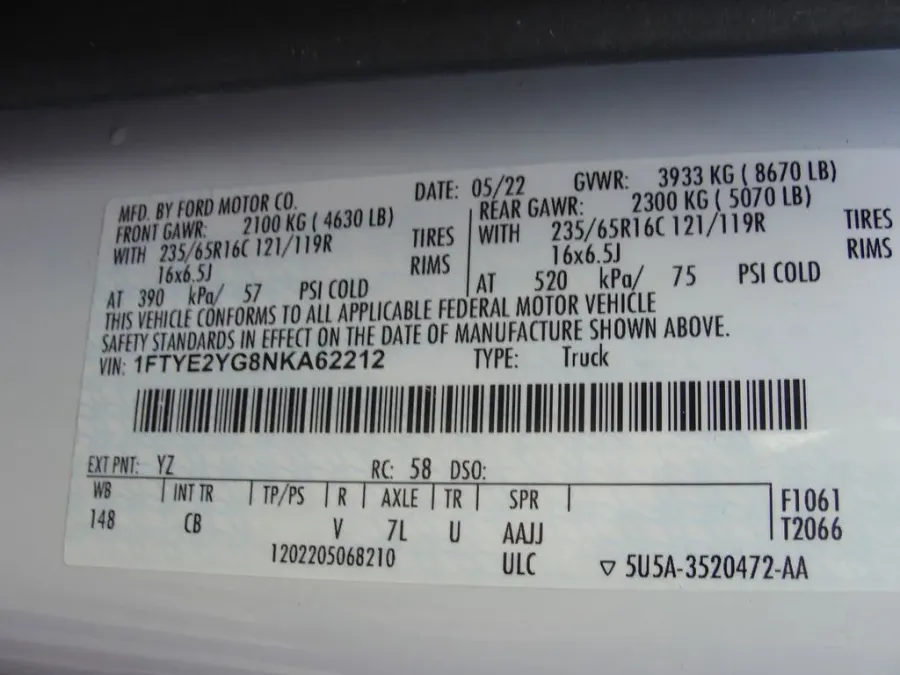 MFD. BY FORD MOTOR CO. DATE: 05/22 GVWR: 3933 KG ( 8670 LB)
FRONT GAWR: 2100 KG ( 4630 LB) REAR GAWR: 2300 KG ( 5070 LB)
WITH 235/65R16C 121/119R TIRES WITH 235/65R16C 121/119R TIRES
16x6.5J RIMS 16x6.5J RIMS
AT 390 kPa/ 57 PSI COLD AT 520 kPa/ 75 PSI COLD
THIS VEHICLE CONFORMS TO ALL APPLICABLE FEDERAL MOTOR VEHICLE
SAFETY STANDARDS IN EFFECT ON THE DATE OF MANUFACTURE SHOWN ABOVE.
VIN: 1FTYE2YG8NKA62212 TYPE: Truck
EXT PNT: YZ RC: 58 DSO:
WB INT TR TP/PS R AXLE TR SPR F1061
148 CB V 7L U AAJJ T2066
1202205068210 ULC ▽ 5U5A-3520472-AA